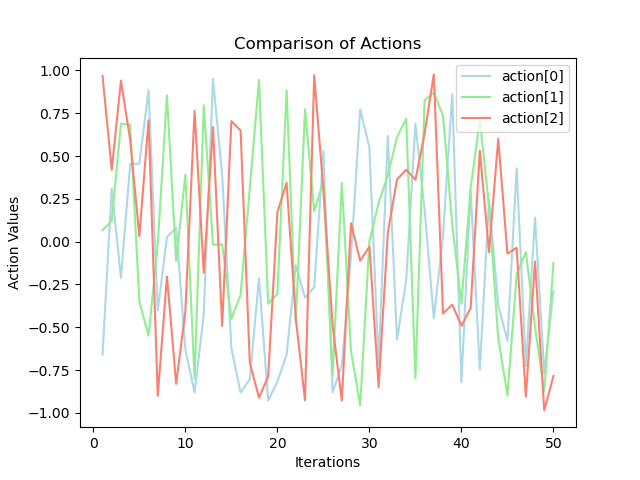 Comparison of Actions
action[0]
action[1]
action[2]
Action Values
1.00
0.75
0.50
0.25
0.00
−0.25
−0.50
−0.75
−1.00
0
10
20
30
40
50
Iterations